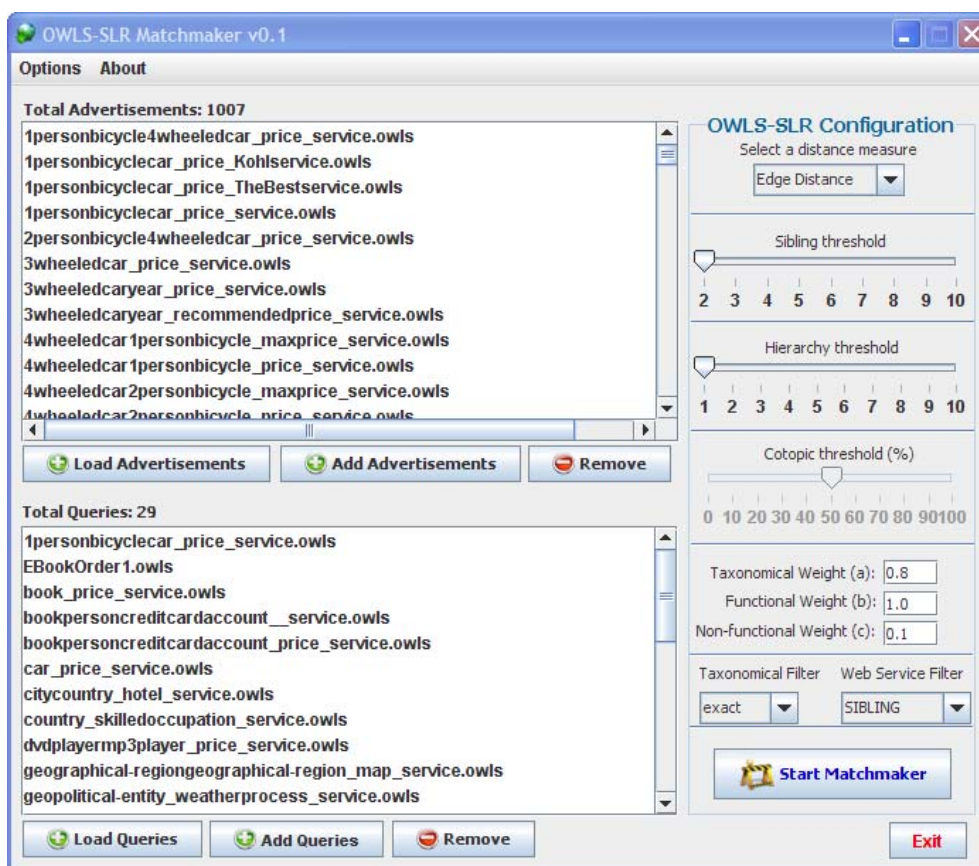 OWLS-SLR Matchmaker v0.1
Options About
Total Advertisements: 1007
1personbicycle4wheeledcar_price_service.owls
1personbicyclecar_price_Kohlservice.owls
1personbicyclecar_price_TheBestservice.owls
1personbicyclecar_price_service.owls
2personbicycle4wheeledcar_price_service.owls
3wheeledcar_price_service.owls
3wheeledcaryear_price_service.owls
3wheeledcaryear_recommendedprice_service.owls
4wheeledcar1personbicycle_maxprice_service.owls
4wheeledcar1personbicycle_price_service.owls
4wheeledcar2personbicycle_maxprice_service.owls
4wheeledcar2personbicycle_price_service.owls
Load Advertisements Add Advertisements Remove
Total Queries: 29
1personbicyclecar_price_service.owls
EBookOrder1.owls
book_price_service.owls
bookpersoncreditcardaccount__service.owls
bookpersoncreditcardaccount_price_service.owls
car_price_service.owls
citycountry_hotel_service.owls
country_skilledoccupation_service.owls
dvdplayermp3player_price_service.owls
geographical-regiongeographical-region_map_service.owls
geopolitical-entity_weatherprocess_service.owls
Load Queries Add Queries Remove
OWLS-SLR Configuration
Select a distance measure
Edge Distance
Sibling threshold
2 3 4 5 6 7 8 9 10
Hierarchy threshold
1 2 3 4 5 6 7 8 9 10
Cotopic threshold (%)
0 10 20 30 40 50 60 70 80 90100
Taxonomical Weight (a): 0.8
Functional Weight (b): 1.0
Non-functional Weight (c): 0.1
Taxonomical Filter Web Service Filter
exact SIBLING
Start Matchmaker
Exit